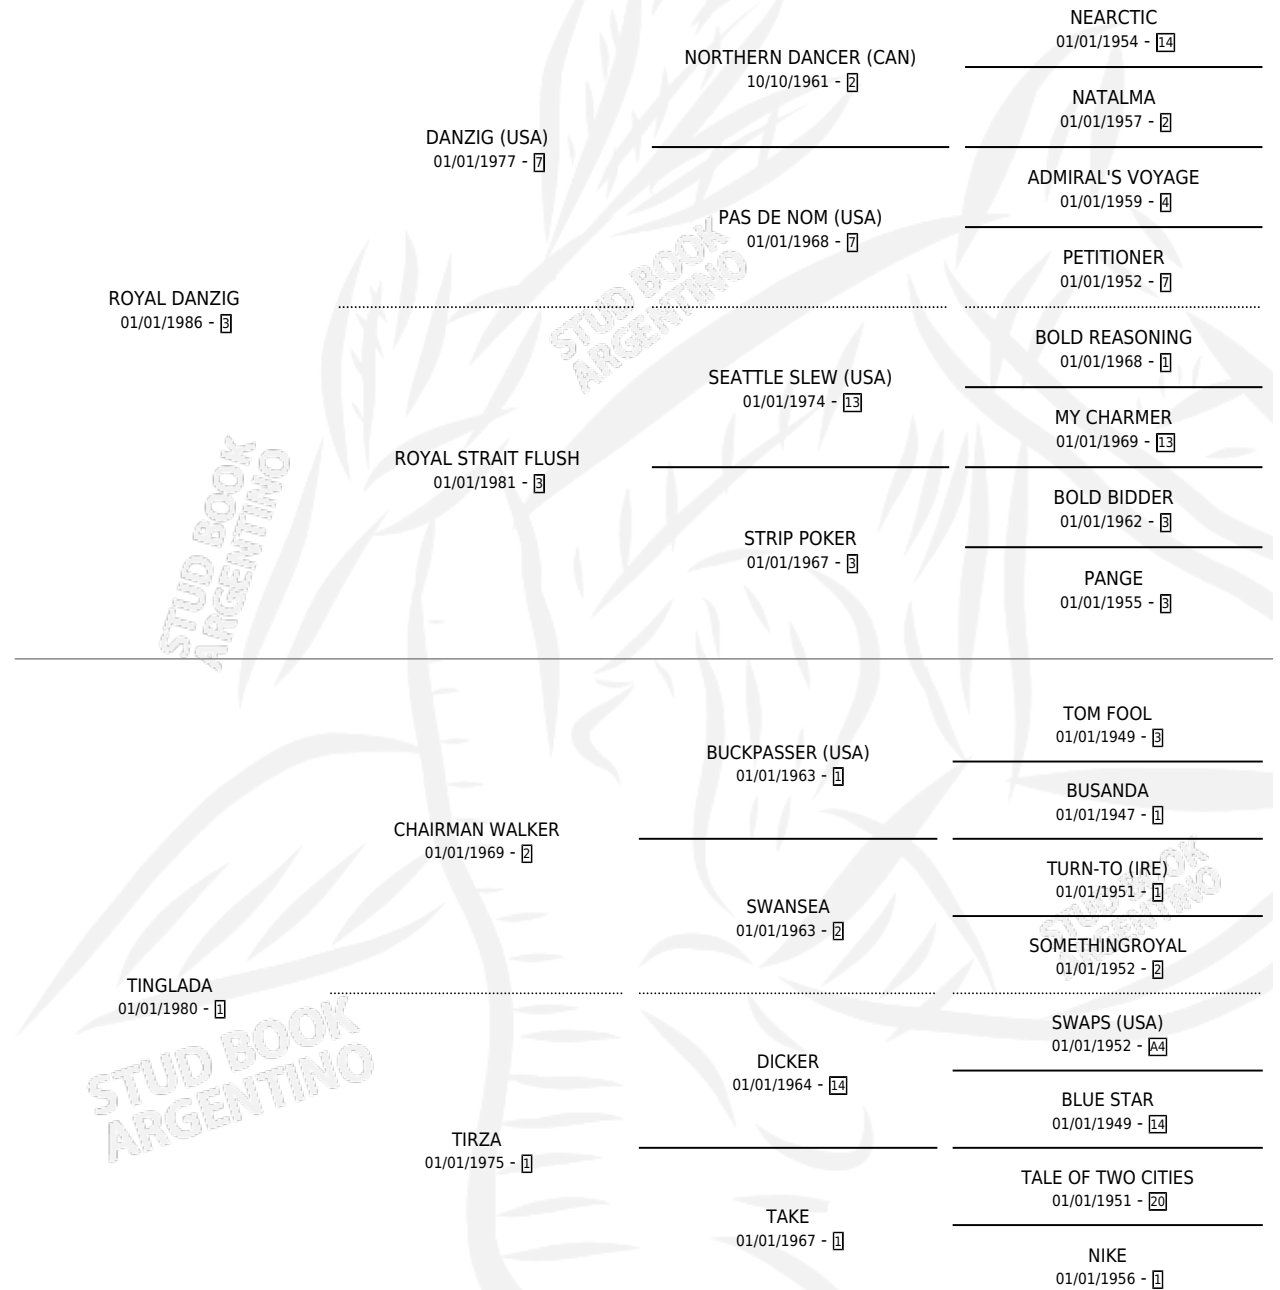 NEARCTIC
01/01/1954 - 14
NORTHERN DANCER (CAN)
10/10/1961 - 2
NATALMA
01/01/1957 - 2
DANZIG (USA)
01/01/1977 - 7
ADMIRAL'S VOYAGE
01/01/1959 - 4
PAS DE NOM (USA)
01/01/1968 - 7
PETITIONER
01/01/1952 - 7
ROYAL DANZIG
01/01/1986 - 3
BOLD REASONING
01/01/1968 - 1
SEATTLE SLEW (USA)
01/01/1974 - 13
MY CHARMER
01/01/1969 - 13
ROYAL STRAIT FLUSH
01/01/1981 - 3
BOLD BIDDER
01/01/1962 - 3
STRIP POKER
01/01/1967 - 3
PANGE
01/01/1955 - 3
TOM FOOL
01/01/1949 - 3
BUCKPASSER (USA)
01/01/1963 - 1
BUSANDA
01/01/1947 - 1
CHAIRMAN WALKER
01/01/1969 - 2
TURN-TO (IRE)
01/01/1951 - 1
SWANSEA
01/01/1963 - 2
SOMETHINGROYAL
01/01/1952 - 2
TINGLADA
01/01/1980 - 1
SWAPS (USA)
01/01/1952 - A4
DICKER
01/01/1964 - 14
BLUE STAR
01/01/1949 - 14
TIRZA
01/01/1975 - 1
TALE OF TWO CITIES
01/01/1951 - 20
TAKE
01/01/1967 - 1
NIKE
01/01/1956 - 1
STUD BOOK
ARGENTINO
STUD BOOK
ARGENTINO
STUD BOOK
ARGENTINO
STUD BOOK
ARGENTINO